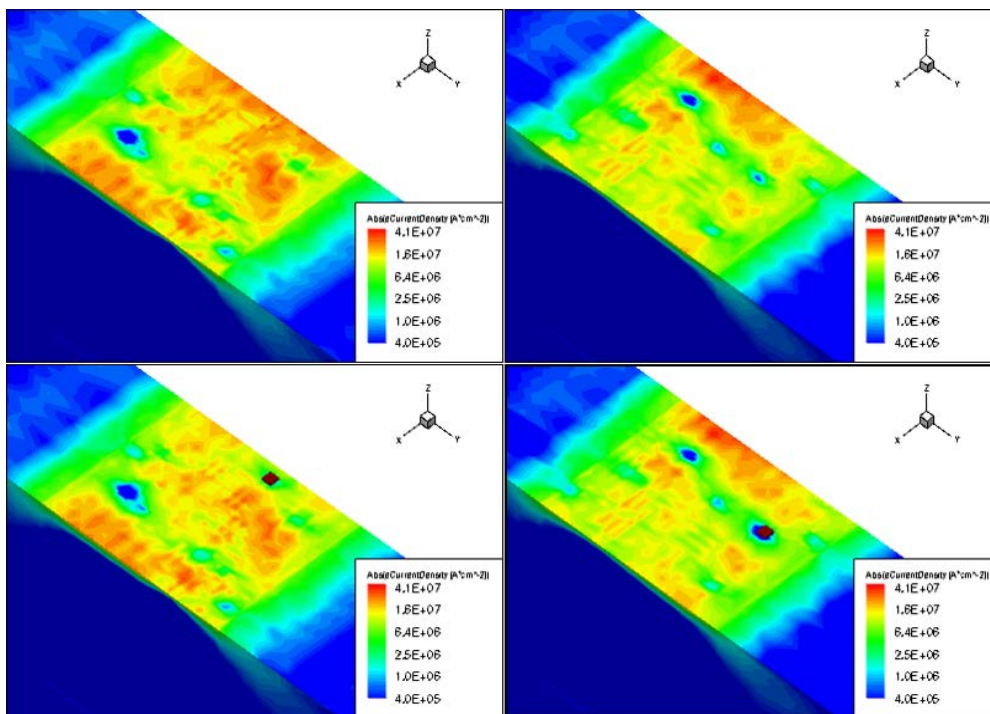 Z
X
Y
Abs(eCurrentDensity [A*cm^-2])
4.1E+07
1.6E+07
6.4E+06
2.5E+06
1.0E+06
4.0E+05
Z
X
Y
Abs(eCurrentDensity [A*cm^-2])
4.1E+07
1.6E+07
6.4E+06
2.5E+06
1.0E+06
4.0E+05
Z
X
Y
Abs(eCurrentDensity [A*cm^-2])
4.1E+07
1.6E+07
6.4E+06
2.5E+06
1.0E+06
4.0E+05
Z
X
Y
Abs(eCurrentDensity [A*cm^-2])
4.1E+07
1.6E+07
6.4E+06
2.5E+06
1.0E+06
4.0E+05